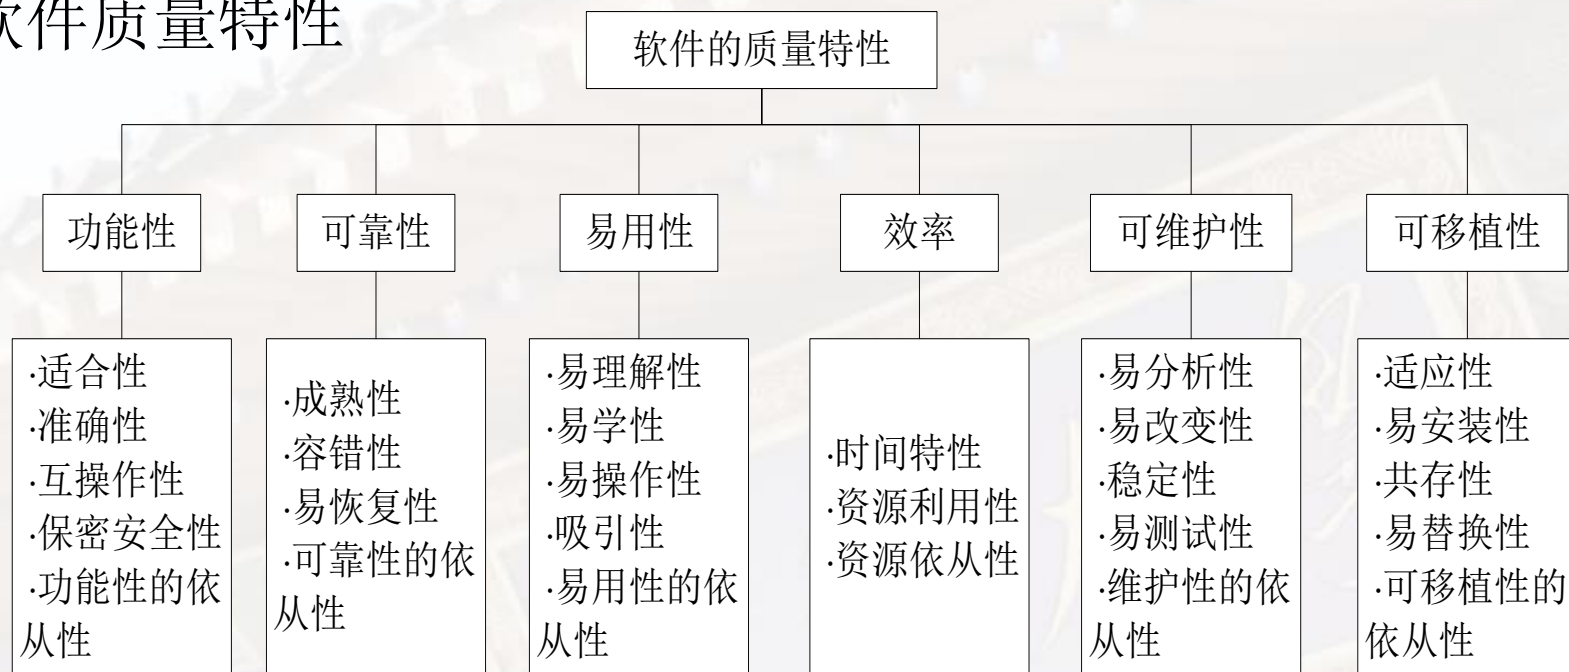 软件质量特性
软件的质量特性
功能性
可靠性
易用性
效率
可维护性
可移植性
·适合性
·准确性
·互操作性
·保密安全性
·功能性的依
从性
·成熟性
·容错性
·易恢复性
·可靠性的依
从性
·易理解性
·易学性
·易操作性
·吸引性
·易用性的依
从性
·时间特性
·资源利用性
·资源依从性
·易分析性
·易改变性
·稳定性
·易测试性
·维护性的依
从性
·适应性
·易安装性
·共存性
·易替换性
·可移植性的
依从性